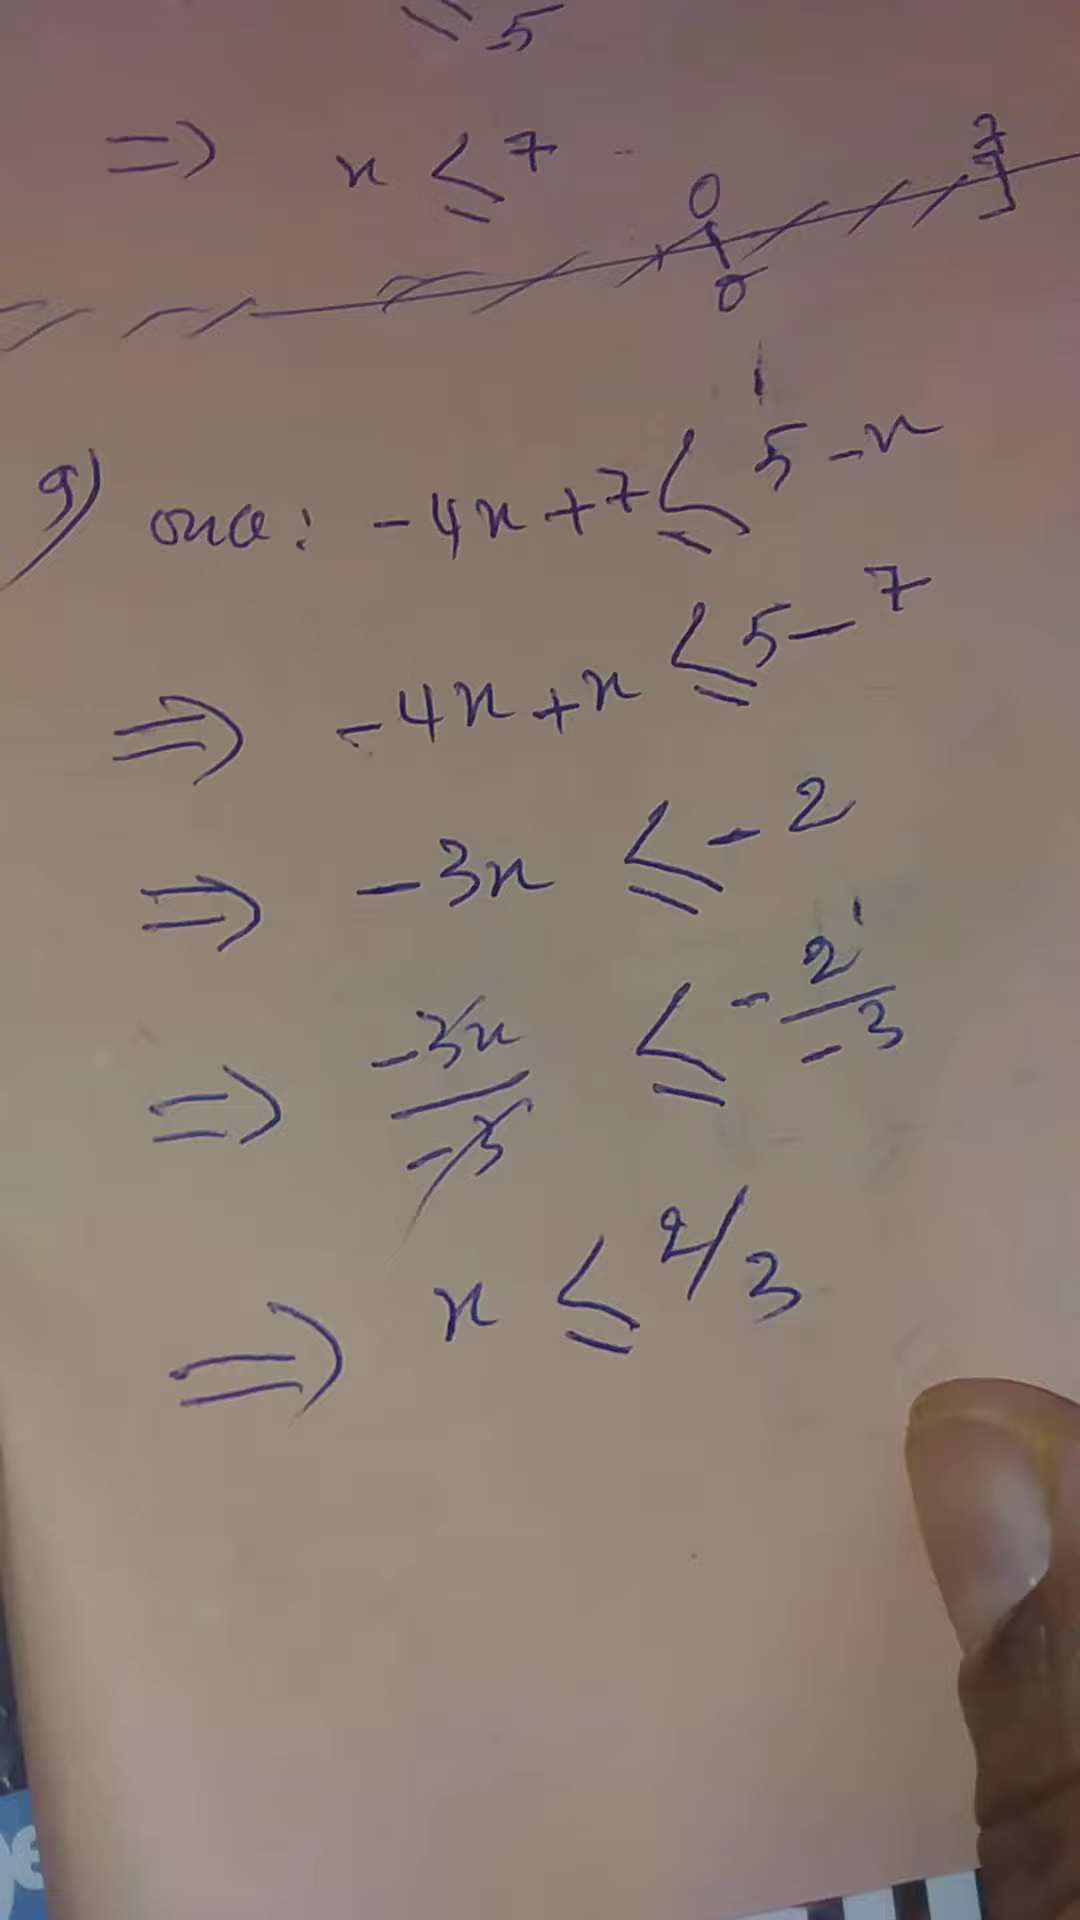 ≤ 5
⇒ x ≤ 7
0 7
0
9) -4x + 7 ≤ 5 - x
⇒ -4x + x ≤ 5 - 7
⇒ -3x ≤ -2
⇒ -3x/-3 ≤ -2/-3
⇒ x ≤ 2/3